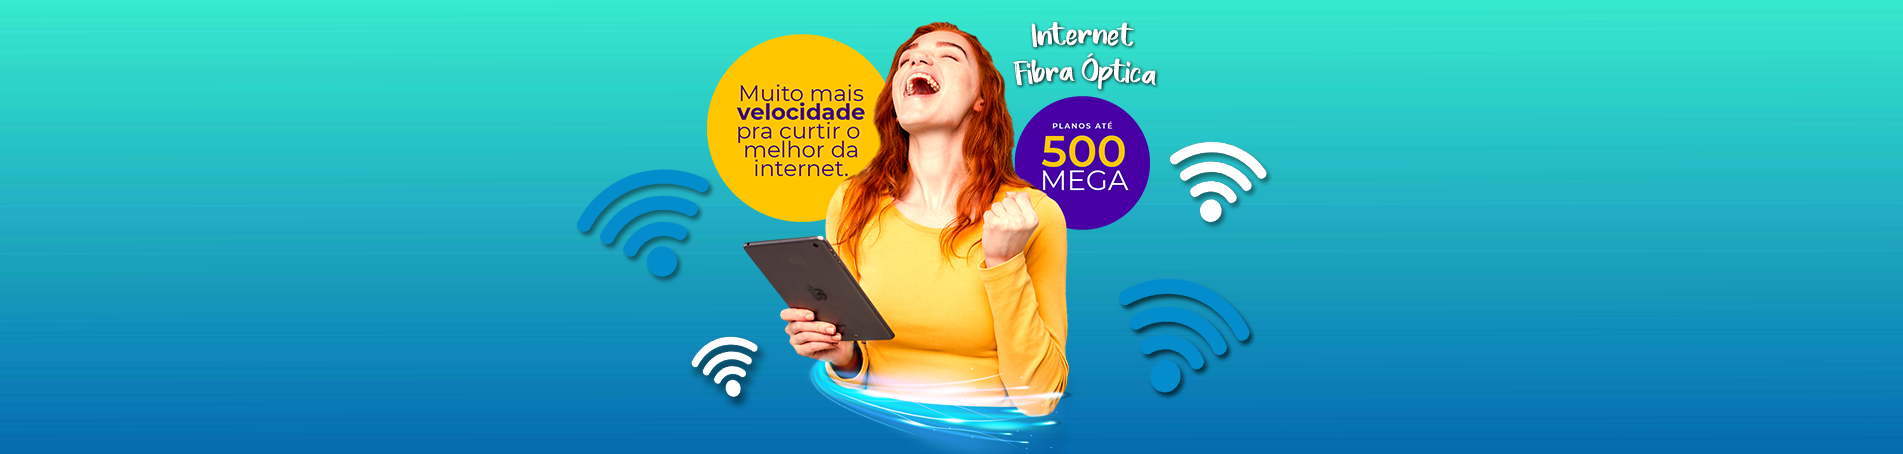 Muito mais
velocidade
pra curtir o
melhor da
internet.
Internet
Fibra Óptica
PLANOS ATÉ
500
MEGA